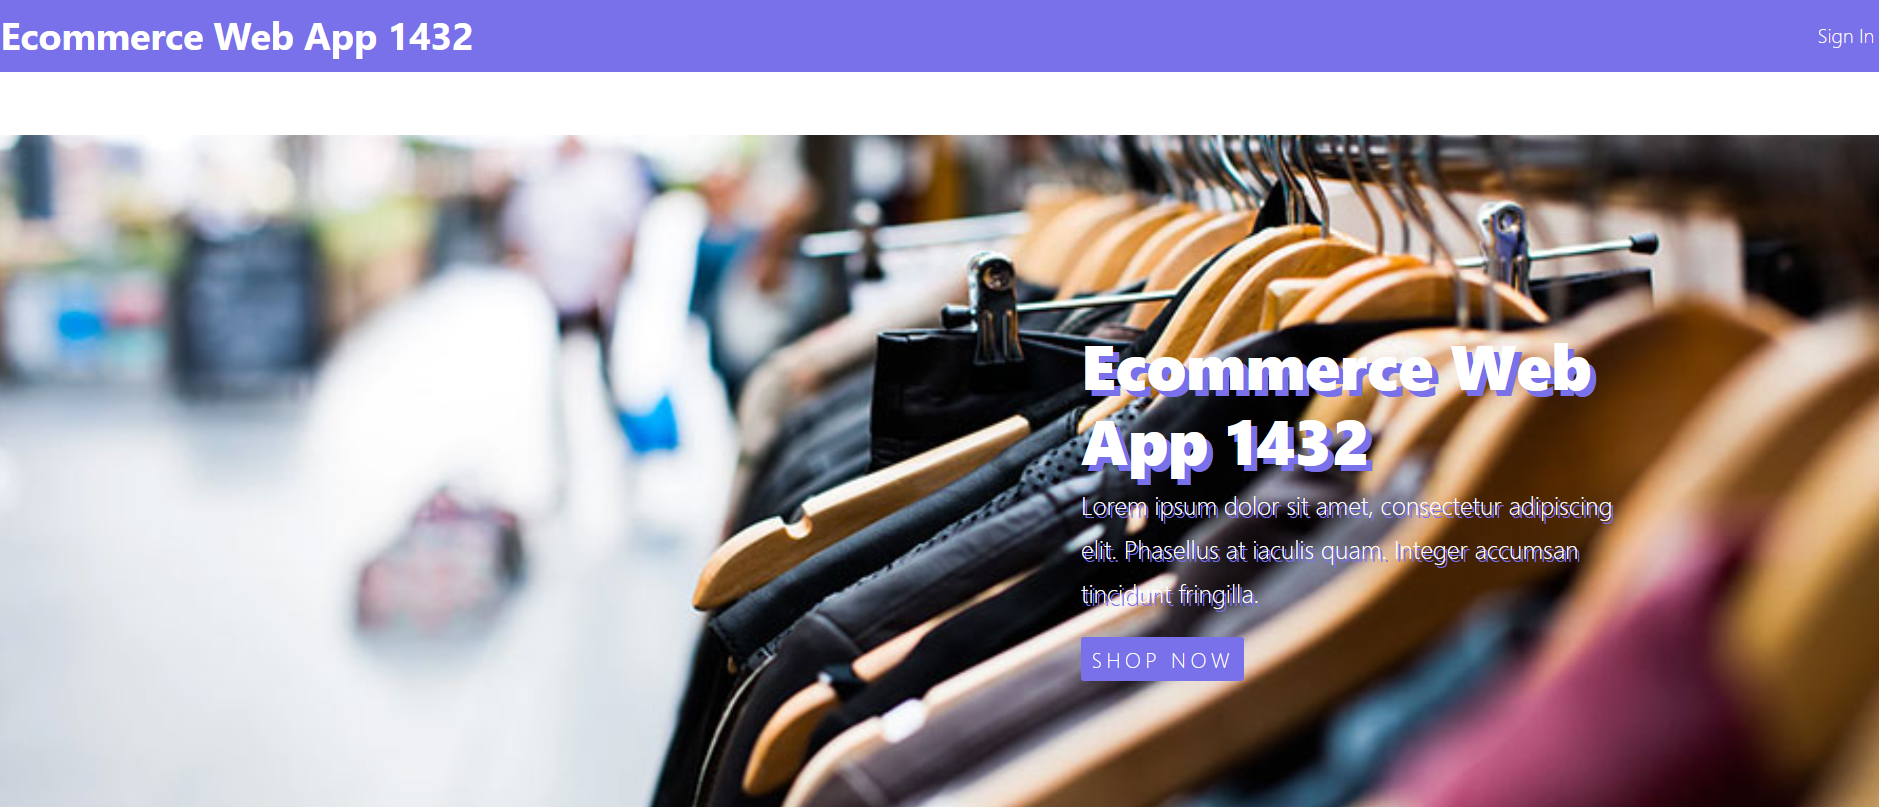 Ecommerce Web App 1432
Sign In
Ecommerce Web
App 1432
Lorem ipsum dolor sit amet, consectetur adipiscing
elit. Phasellus at iaculis quam. Integer accumsan
tincidunt fringilla.
SHOP NOW